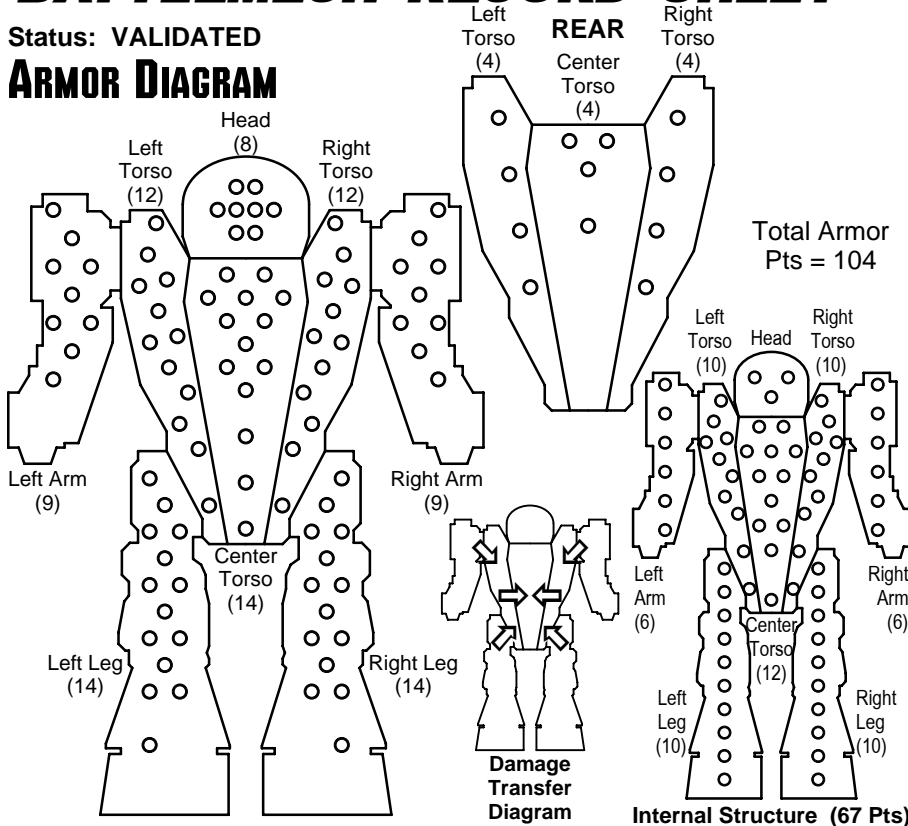 Status: VALIDATED
ARMOR DIAGRAM
REAR
Left
Torso
(4)
Center
Torso
(4)
Right
Torso
(4)
Head
(8)
Left
Torso
(12)
Right
Torso
(12)
Left Arm
(9)
Right Arm
(9)
Center
Torso
(14)
Left Leg
(14)
Right Leg
(14)
Total Armor
Pts = 104
Left
Torso
(10)
Head
Right
Torso
(10)
Left
Arm
(6)
Right
Arm
(6)
Center
Torso
(12)
Left
Leg
(10)
Right
Leg
(10)
Damage
Transfer
Diagram
Internal Structure (67 Pts)